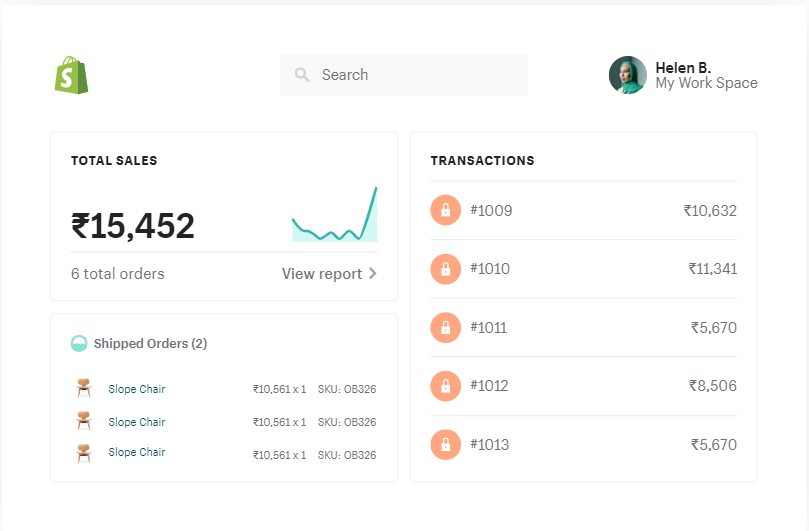 S
Search
Helen B.
My Work Space
TOTAL SALES
₹15,452
6 total orders View report
Shipped Orders (2)
Slope Chair ₹10,561 x 1 SKU: OB326
Slope Chair ₹10,561 x 1 SKU: OB326
Slope Chair ₹10,561 x 1 SKU: OB326
TRANSACTIONS
#1009 ₹10,632
#1010 ₹11,341
#1011 ₹5,670
#1012 ₹8,506
#1013 ₹5,670